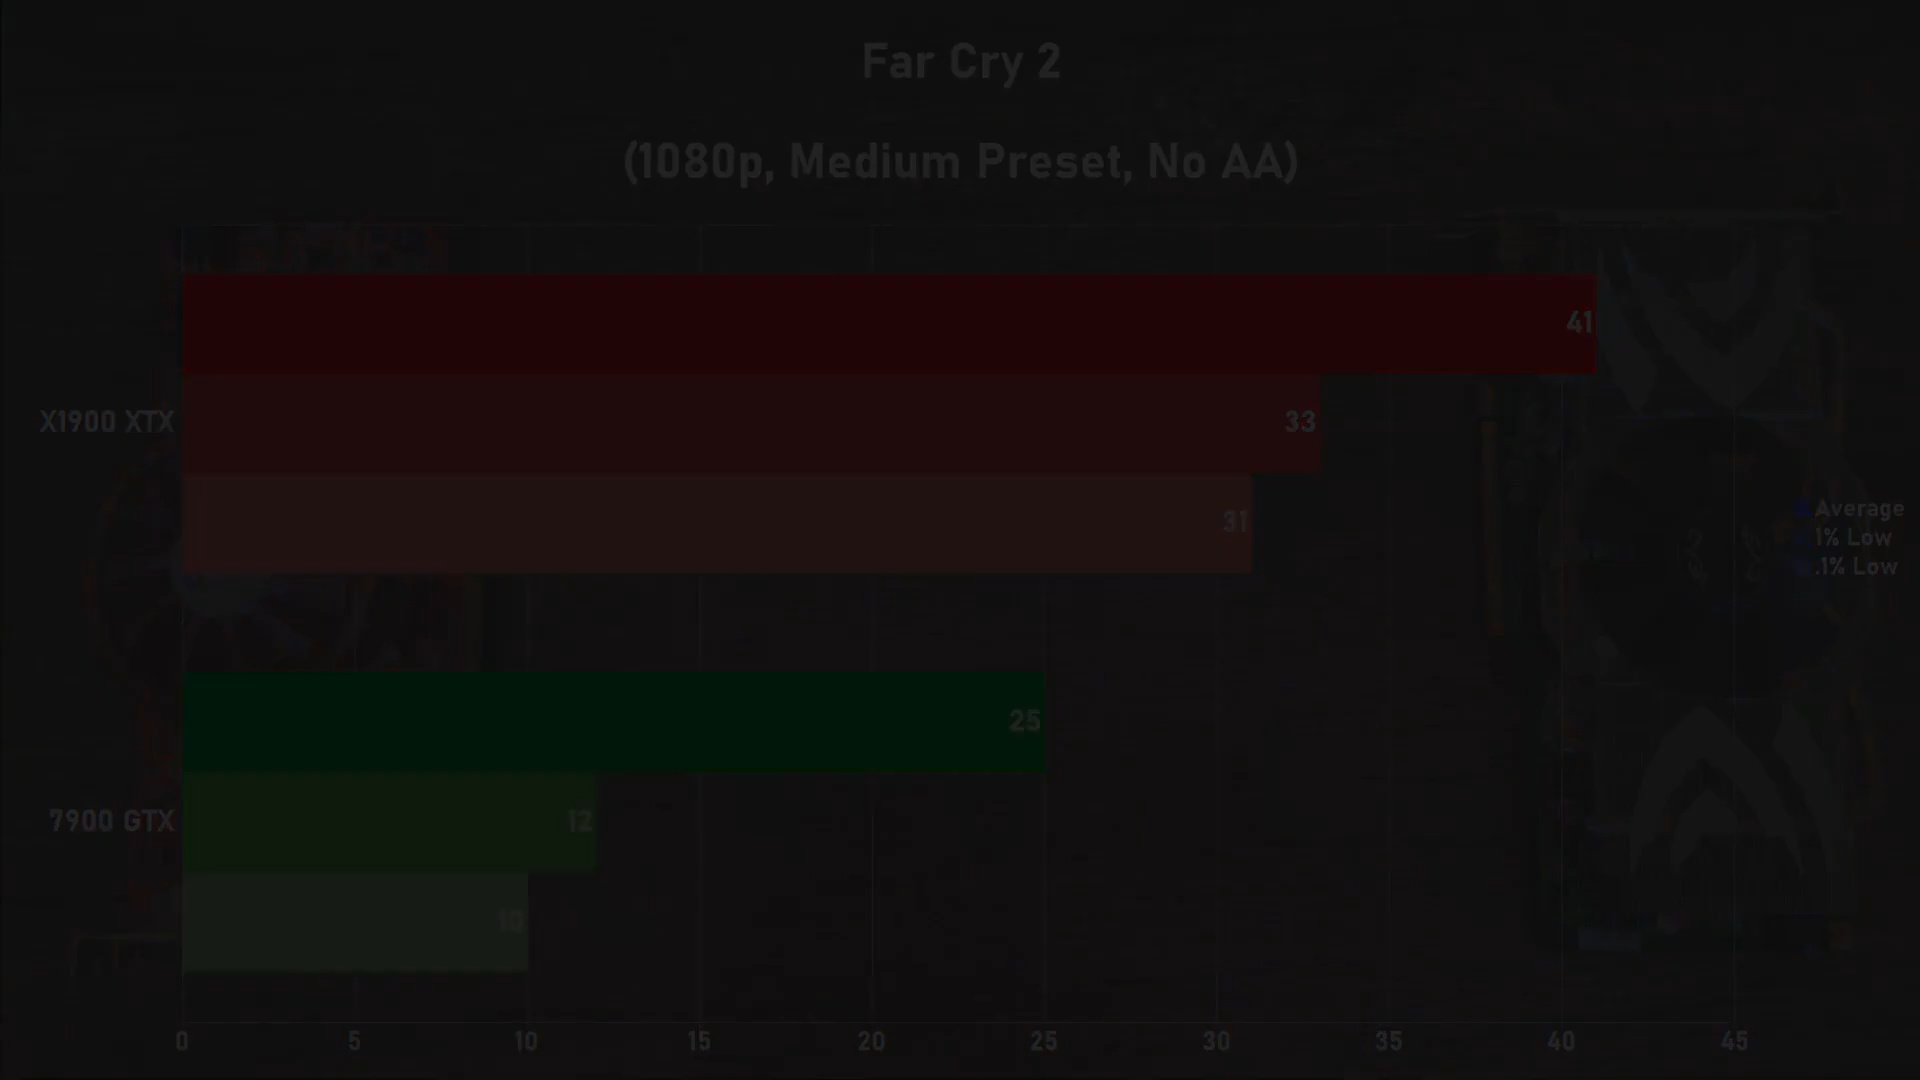 Far Cry 2
(1080p, Medium Preset, No AA)
41
X1900 XTX
33
31
Average
1% Low
.1% Low
25
7900 GTX
12
10
0 5 10 15 20 25 30 35 40 45